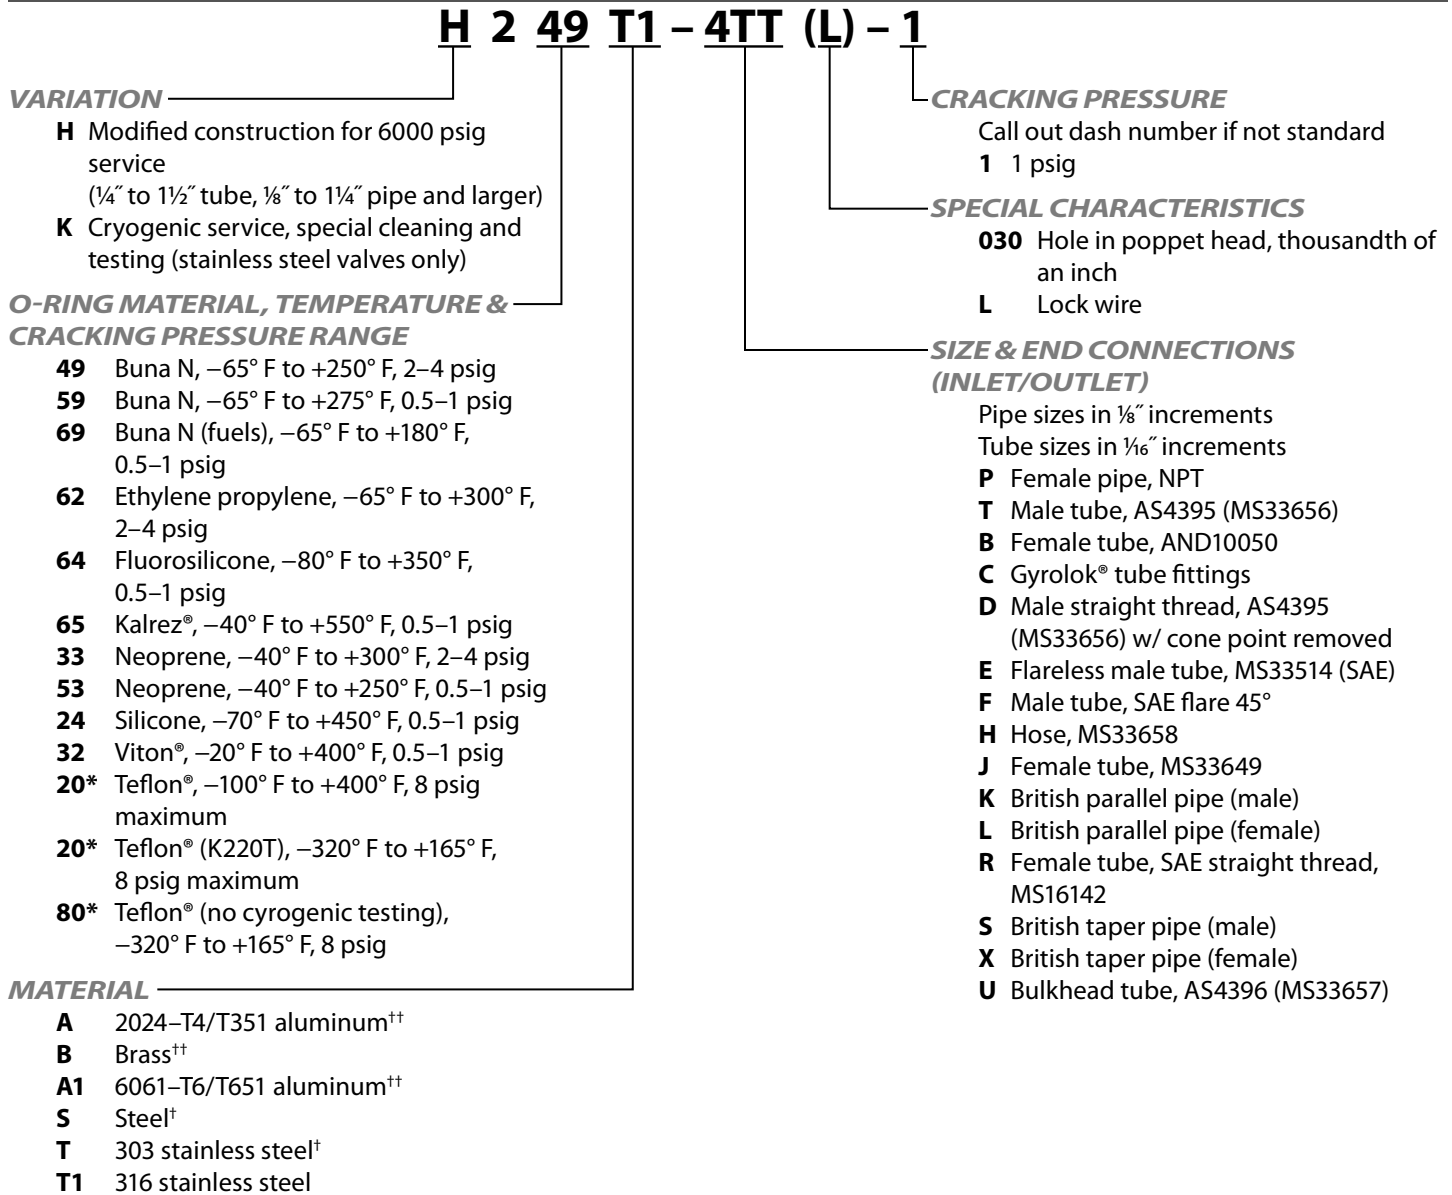 H 2 49 T1 – 4TT (L) – 1
VARIATION
H Modified construction for 6000 psig
service
(¼˝ to 1½˝ tube, ⅛˝ to 1¼˝ pipe and larger)
K Cryogenic service, special cleaning and
testing (stainless steel valves only)
O-RING MATERIAL, TEMPERATURE &
CRACKING PRESSURE RANGE
49 Buna N, −65° F to +250° F, 2–4 psig
59 Buna N, −65° F to +275° F, 0.5–1 psig
69 Buna N (fuels), −65° F to +180° F,
0.5–1 psig
62 Ethylene propylene, −65° F to +300° F,
2–4 psig
64 Fluorosilicone, −80° F to +350° F,
0.5–1 psig
65 Kalrez®, −40° F to +550° F, 0.5–1 psig
33 Neoprene, −40° F to +300° F, 2–4 psig
53 Neoprene, −40° F to +250° F, 0.5–1 psig
24 Silicone, −70° F to +450° F, 0.5–1 psig
32 Viton®, −20° F to +400° F, 0.5–1 psig
20* Teflon®, −100° F to +400° F, 8 psig
maximum
20* Teflon® (K220T), −320° F to +165° F,
8 psig maximum
80* Teflon® (no cyrogenic testing),
−320° F to +165° F, 8 psig
MATERIAL
A 2024–T4/T351 aluminum††
B Brass††
A1 6061–T6/T651 aluminum††
S Steel†
T 303 stainless steel†
T1 316 stainless steel
CRACKING PRESSURE
Call out dash number if not standard
1 1 psig
SPECIAL CHARACTERISTICS
030 Hole in poppet head, thousandth of
an inch
L Lock wire
SIZE & END CONNECTIONS
(INLET/OUTLET)
Pipe sizes in ⅛˝ increments
Tube sizes in 1⁄16˝ increments
P Female pipe, NPT
T Male tube, AS4395 (MS33656)
B Female tube, AND10050
C Gyrolok® tube fittings
D Male straight thread, AS4395
(MS33656) w/ cone point removed
E Flareless male tube, MS33514 (SAE)
F Male tube, SAE flare 45°
H Hose, MS33658
J Female tube, MS33649
K British parallel pipe (male)
L British parallel pipe (female)
R Female tube, SAE straight thread,
MS16142
S British taper pipe (male)
X British taper pipe (female)
U Bulkhead tube, AS4396 (MS33657)